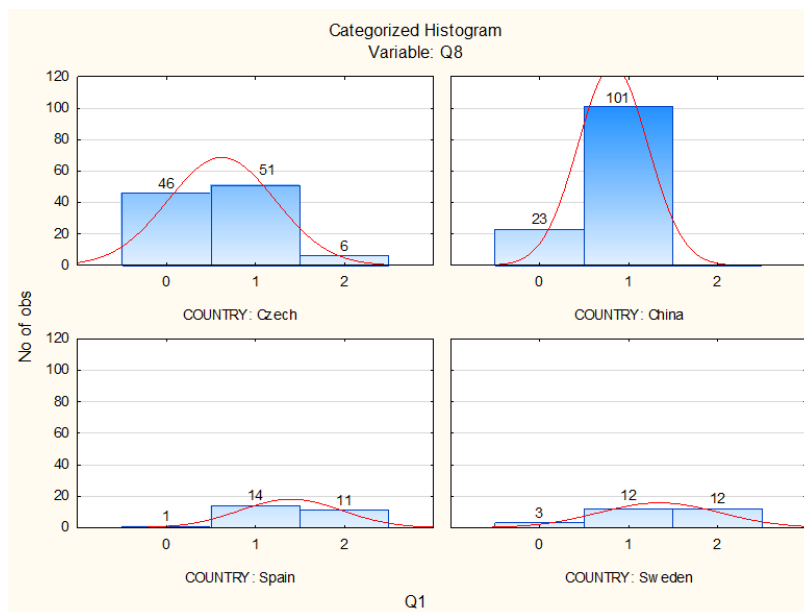 Categorized Histogram
Variable: Q8
No of obs
120
100
80
60
40
20
0
46
51
6
0 1 2
COUNTRY: Czech
23
101
0 1 2
COUNTRY: China
120
100
80
60
40
20
0
1
14
11
0 1 2
COUNTRY: Spain
3
12
12
0 1 2
COUNTRY: Sweden
Q1